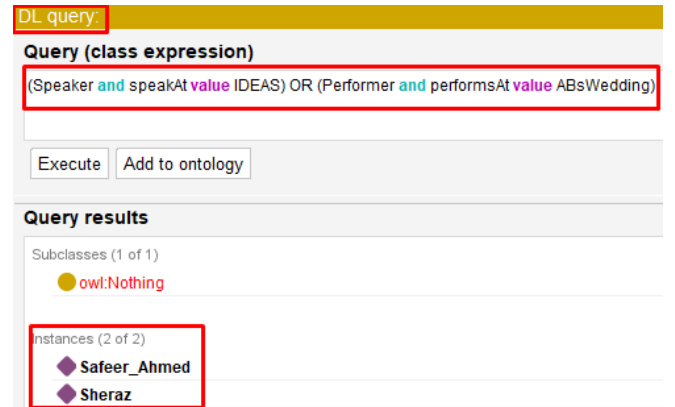 DL query:
Query (class expression)
(Speaker and speakAt value IDEAS) OR (Performer and performsAt value ABsWedding)
Execute Add to ontology
Query results
Subclasses (1 of 1)
owl:Nothing
Instances (2 of 2)
Safeer_Ahmed
Sheraz